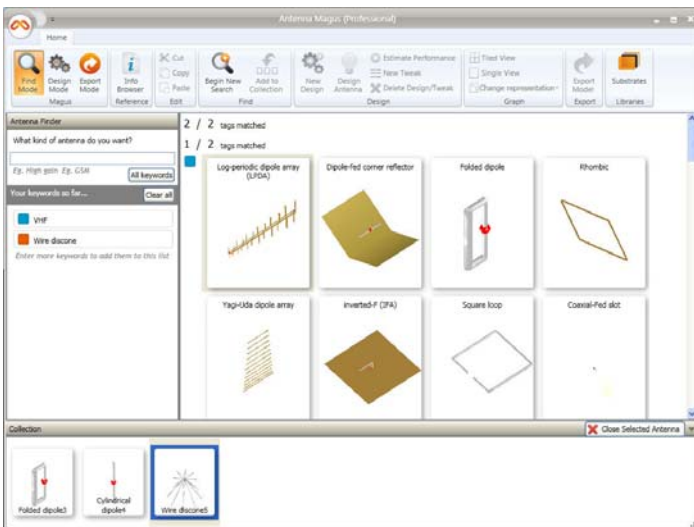 Antenna Magus (Professional)
Home
Find Mode
Design Mode
Export Mode
Magus
Info Browser
Reference
Cut
Copy
Paste
Edit
Begin New Search
Add to Collection
Find
New Design
Design Antenna
Estimate Performance
New Tweak
Delete Design/Tweak
Design
Tiled View
Single View
Change representation
Graph
Export Model
Export
Substrates
Libraries
Antenna Finder
What kind of antenna do you want?
Eg. High gain Eg. GSM
All keywords
Your keywords so far...
Clear all
VHF
Wire discone
Enter more keywords to add them to this list
2 / 2 tags matched
1 / 2 tags matched
Log-periodic dipole array (LPDA)
Dipole-fed corner reflector
Folded dipole
Rhombic
Yagi-Uda dipole array
inverted-F (IFA)
Square loop
Coaxial-Fed slot
Collection
Close Selected Antenna
Folded dipole3
Cylindrical dipole4
Wire discone5